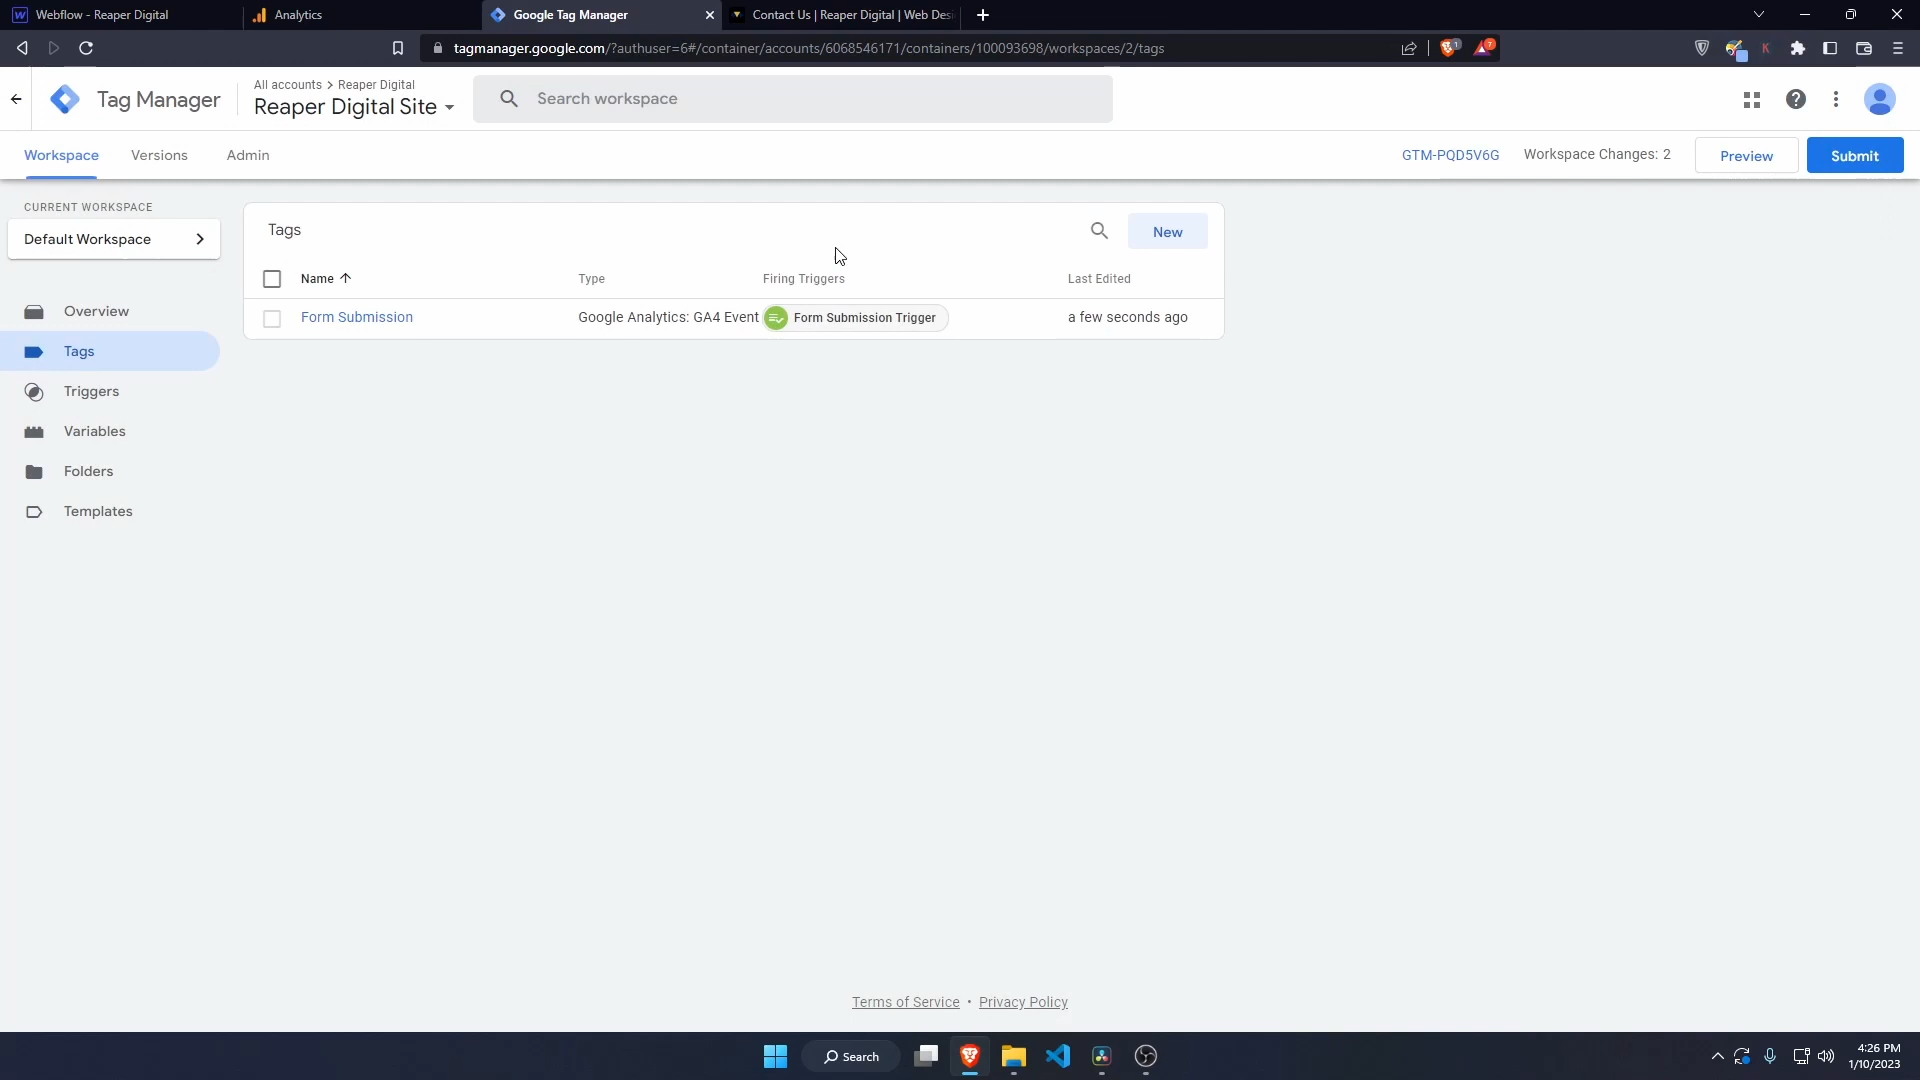 Webflow - Reaper Digital
Analytics
Google Tag Manager
Contact Us | Reaper Digital | Web Des
tagmanager.google.com/?authuser=6#/container/accounts/6068546171/containers/100093698/workspaces/2/tags
1
7
K
Tag Manager
All accounts > Reaper Digital
Reaper Digital Site
Search workspace
Workspace
Versions
Admin
GTM-PQD5V6G
Workspace Changes: 2
Preview
Submit
CURRENT WORKSPACE
Default Workspace
Overview
Tags
Triggers
Variables
Folders
Templates
Tags
New
Name
Type
Firing Triggers
Last Edited
Form Submission
Google Analytics: GA4 Event
Form Submission Trigger
a few seconds ago
Terms of Service • Privacy Policy
Search
4:26 PM
1/10/2023